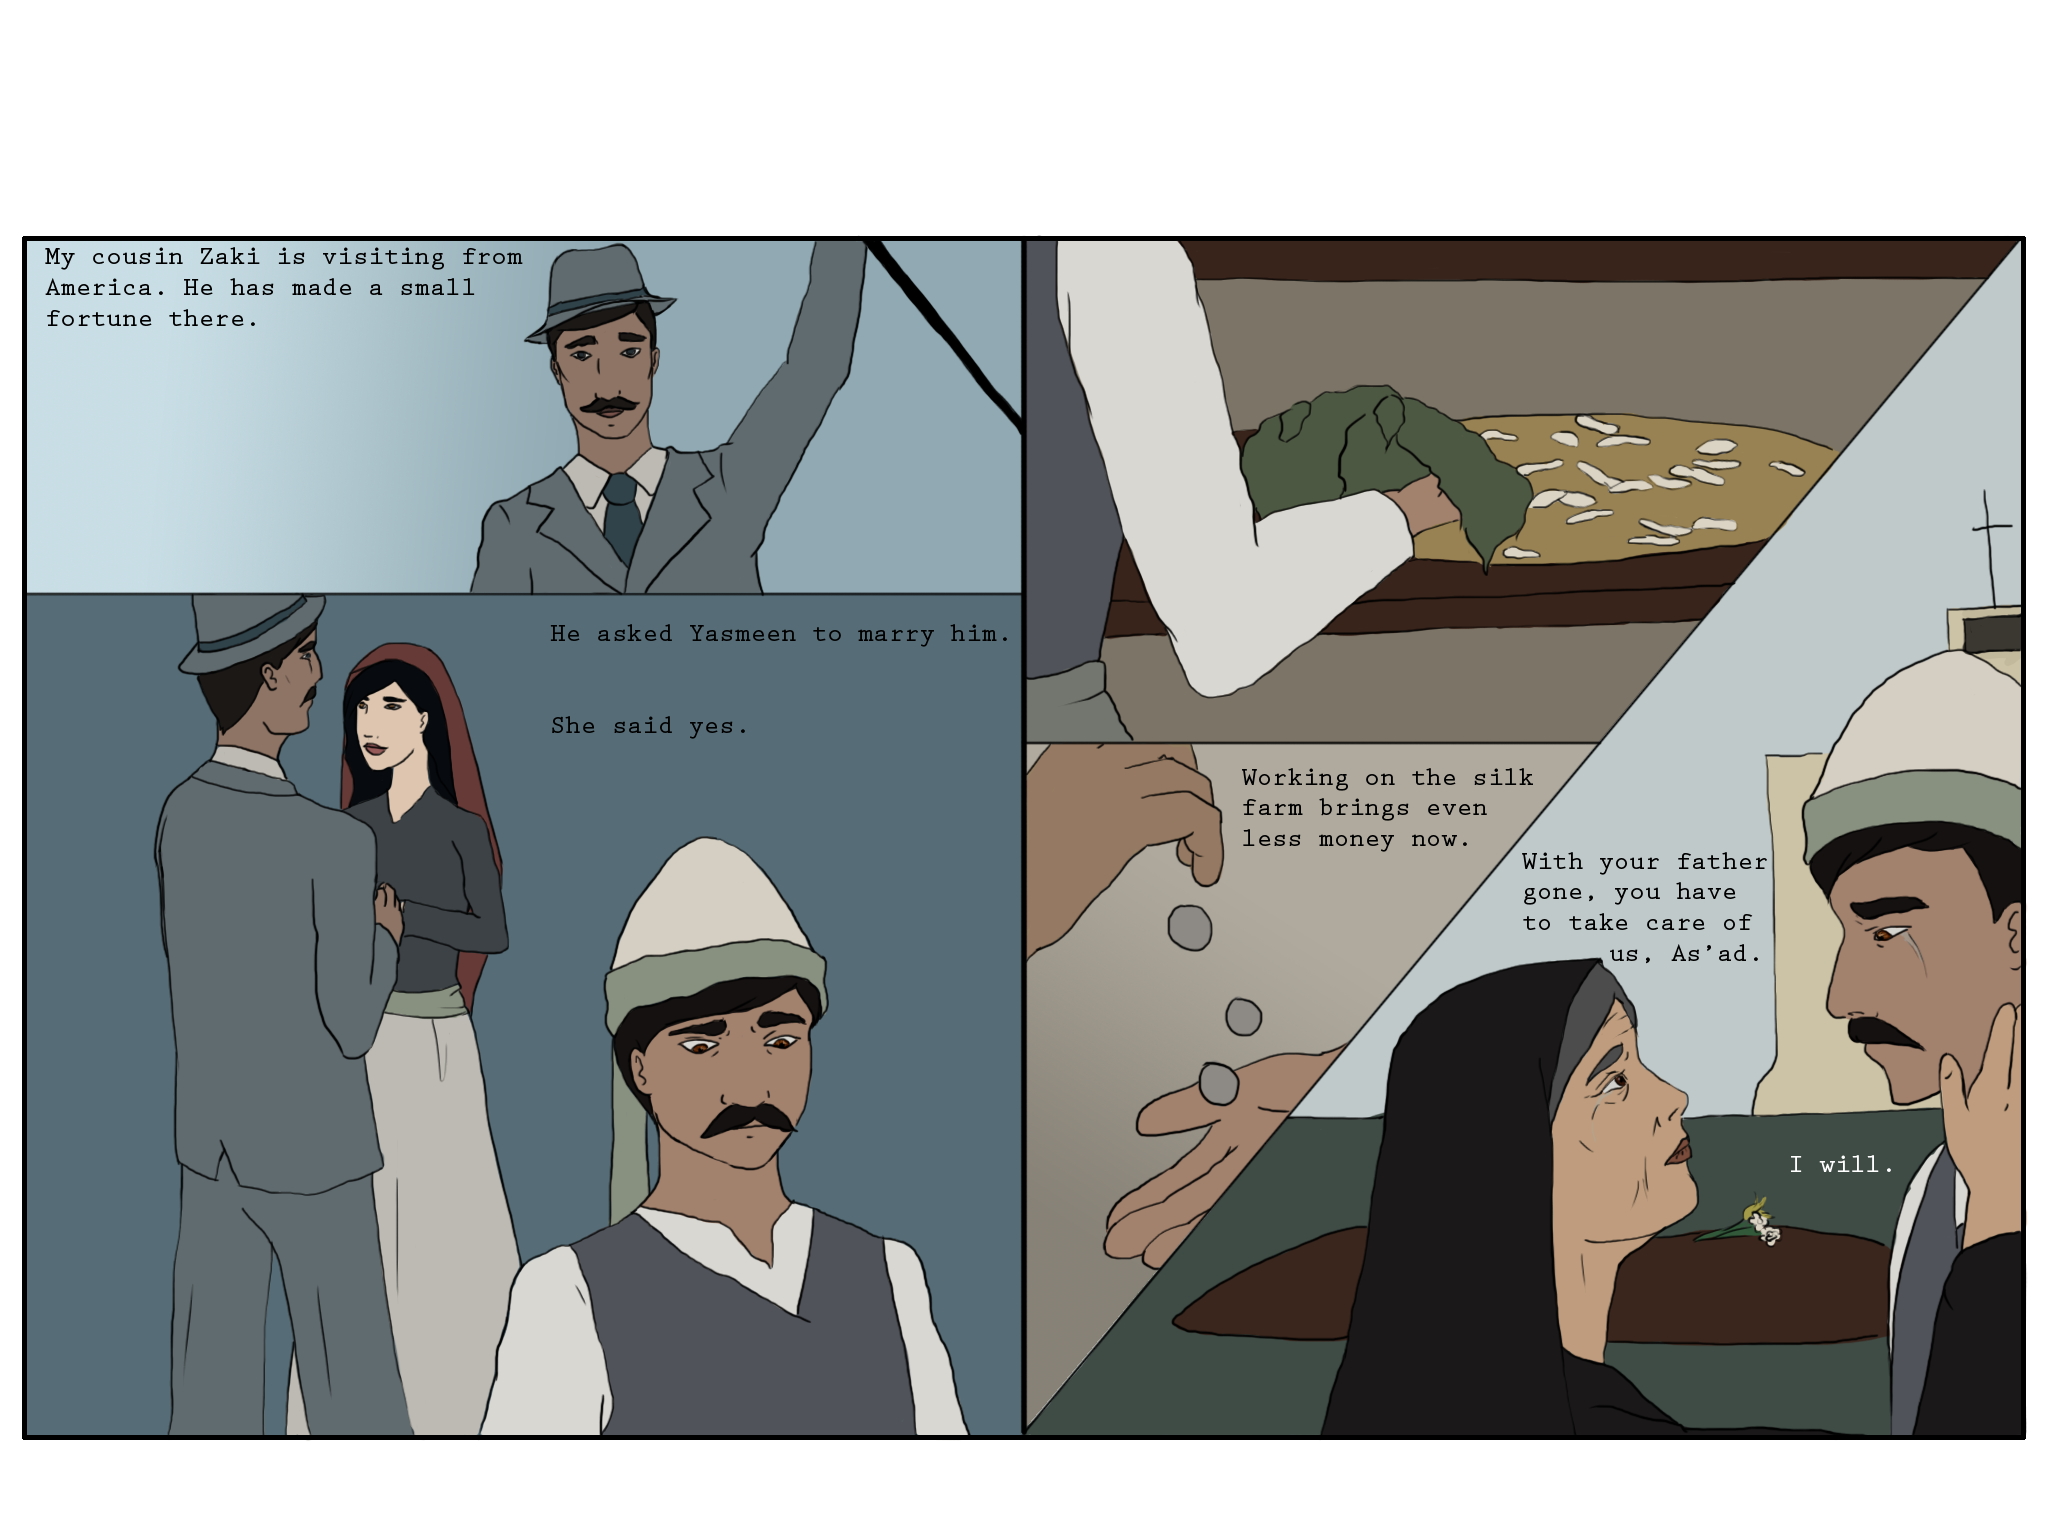 My cousin Zaki is visiting from
America. He has made a small
fortune there.
He asked Yasmeen to marry him.
She said yes.
Working on the silk
farm brings even
less money now.
With your father
gone, you have
to take care of
us, As’ad.
I will.